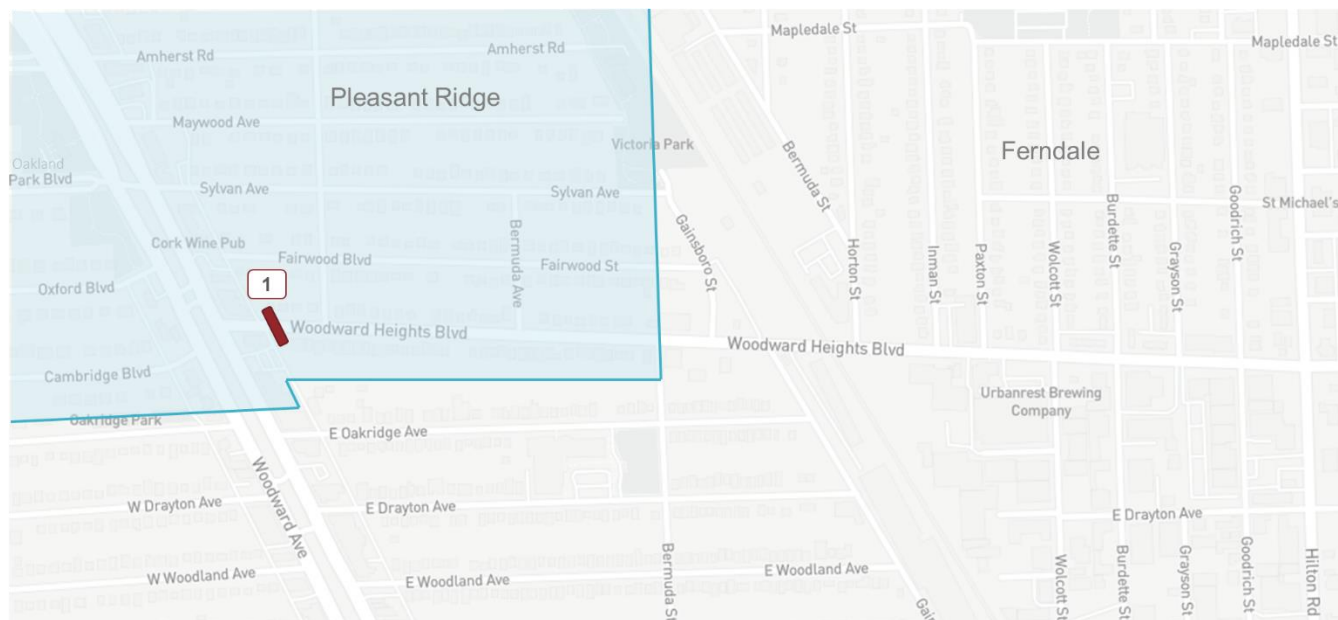 Mapledale St
Mapledale St
Amherst Rd
Amherst Rd
Pleasant Ridge
Maywood Ave
Victoria Park
Bermuda St
Ferndale
Oakland
Park Blvd
Sylvan Ave
Sylvan Ave
Goodrich St
St Michael's
Burdette St
Cork Wine Pub
Bermuda Ave
Gainsboro St
Horton St
Inman St
Paxton St
Wolcott St
Grayson St
Fairwood Blvd
Fairwood St
Oxford Blvd
1
Woodward Heights Blvd
Woodward Heights Blvd
Cambridge Blvd
Oakridge Park
Urbanrest Brewing
Company
E Oakridge Ave
Woodward Ave
W Drayton Ave
E Drayton Ave
E Drayton Ave
W Woodland Ave
E Woodland Ave
E Woodland Ave
Bermuda St
Wolcott St
Burdette St
Grayson St
Goodrich St
Hilton Rd